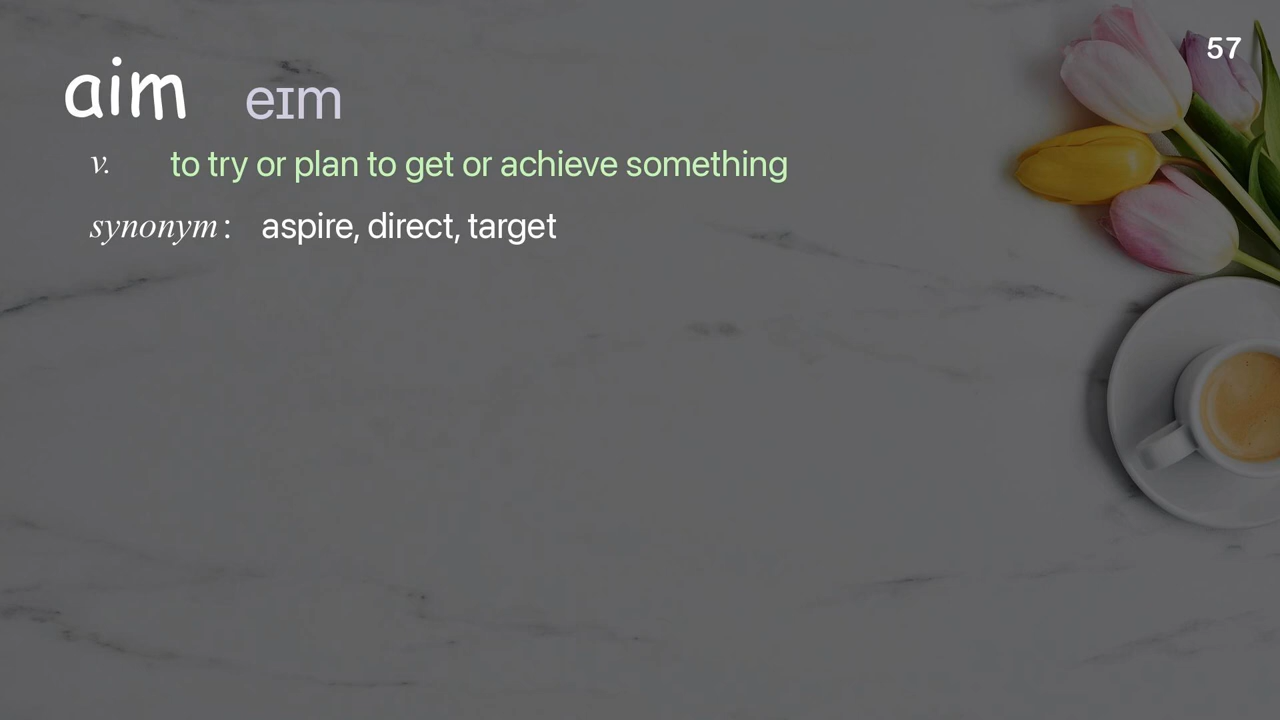 57
aim eɪm
v. to try or plan to get or achieve something
synonym: aspire, direct, target